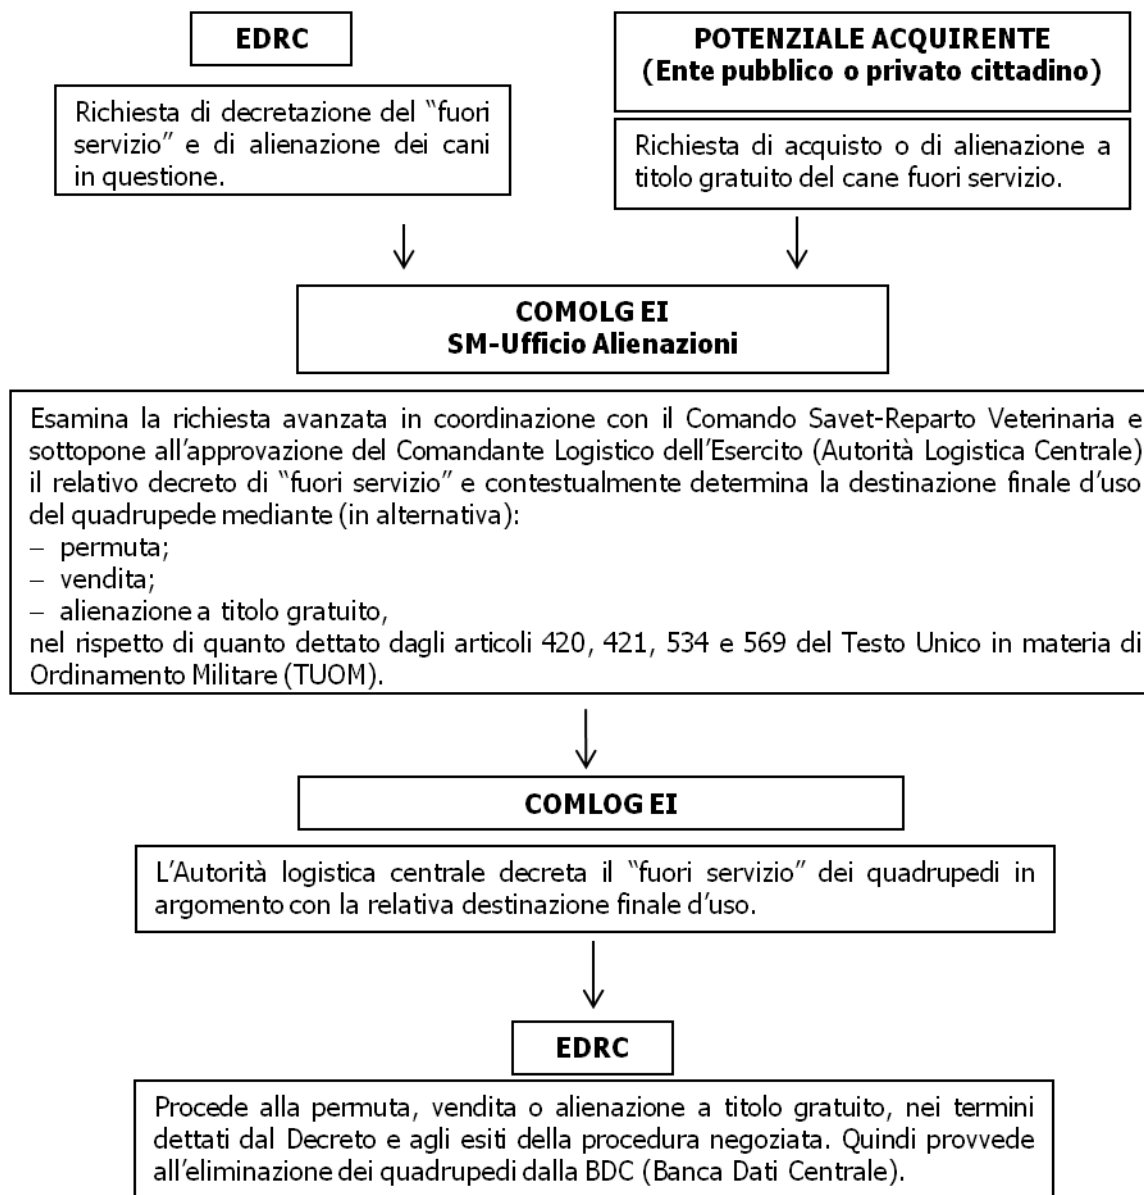 EDRC
Richiesta di decretazione del “fuori
servizio” e di alienazione dei cani
in questione.
POTENZIALE ACQUIRENTE
(Ente pubblico o privato cittadino)
Richiesta di acquisto o di alienazione a
titolo gratuito del cane fuori servizio.
COMOLG EI
SM-Ufficio Alienazioni
Esamina la richiesta avanzata in coordinazione con il Comando Savet-Reparto Veterinaria e
sottopone all’approvazione del Comandante Logistico dell’Esercito (Autorità Logistica Centrale)
il relativo decreto di “fuori servizio” e contestualmente determina la destinazione finale d’uso
del quadrupede mediante (in alternativa):
– permuta;
– vendita;
– alienazione a titolo gratuito,
nel rispetto di quanto dettato dagli articoli 420, 421, 534 e 569 del Testo Unico in materia di
Ordinamento Militare (TUOM).
COMLOG EI
L’Autorità logistica centrale decreta il “fuori servizio” dei quadrupedi in
argomento con la relativa destinazione finale d’uso.
EDRC
Procede alla permuta, vendita o alienazione a titolo gratuito, nei termini
dettati dal Decreto e agli esiti della procedura negoziata. Quindi provvede
all’eliminazione dei quadrupedi dalla BDC (Banca Dati Centrale).